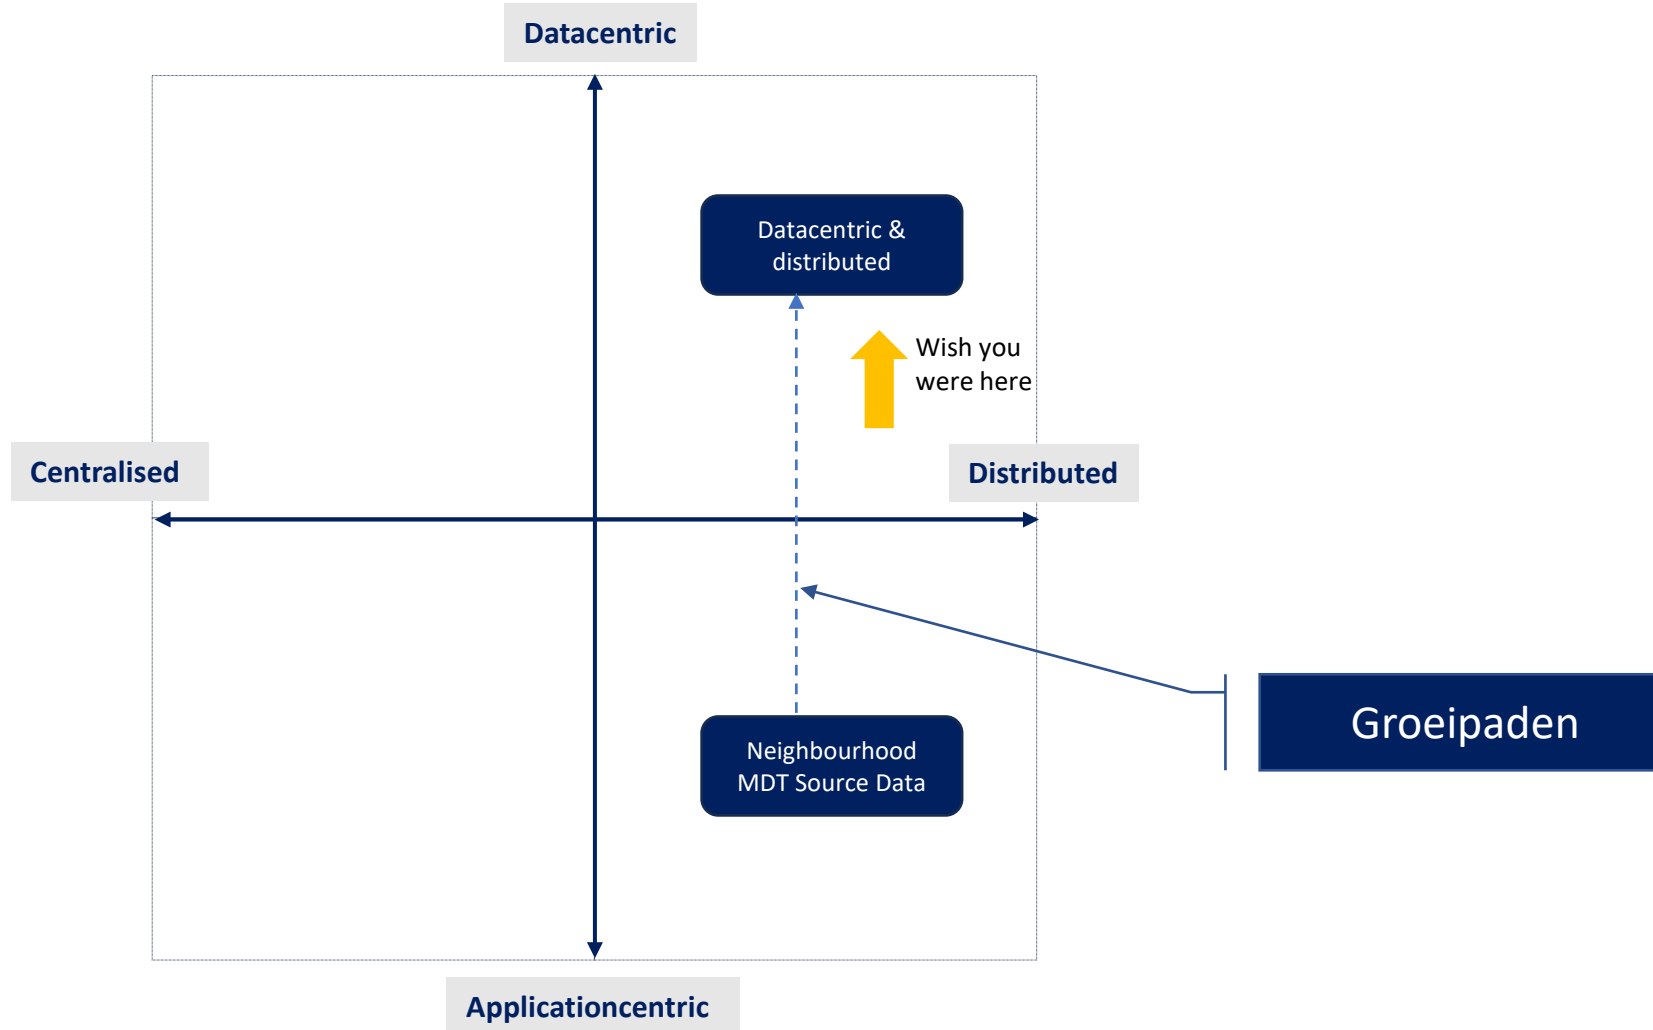 Datacentric
Datacentric &
distributed
Wish you
were here
Centralised
Distributed
Groeipaden
Neighbourhood
MDT Source Data
Applicationcentric